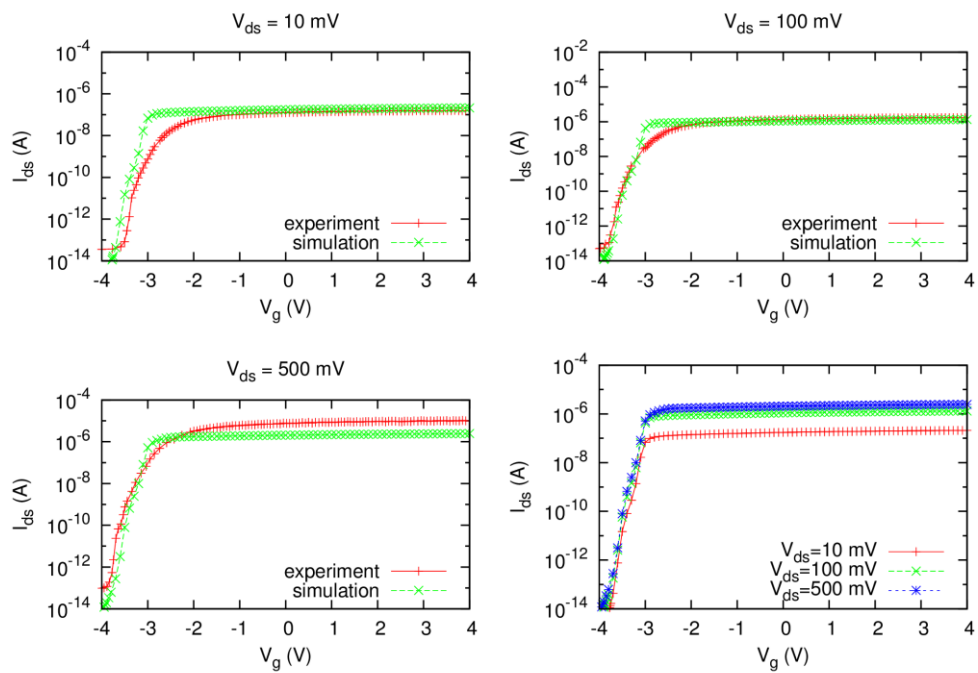 V_ds = 10 mV
I_ds (A)
10^-4
10^-6
10^-8
10^-10
10^-12
10^-14
experiment
simulation
-4 -3 -2 -1 0 1 2 3 4
V_g (V)
V_ds = 100 mV
I_ds (A)
10^-2
10^-4
10^-6
10^-8
10^-10
10^-12
10^-14
experiment
simulation
-4 -3 -2 -1 0 1 2 3 4
V_g (V)
V_ds = 500 mV
I_ds (A)
10^-4
10^-6
10^-8
10^-10
10^-12
10^-14
experiment
simulation
-4 -3 -2 -1 0 1 2 3 4
V_g (V)
I_ds (A)
10^-4
10^-6
10^-8
10^-10
10^-12
10^-14
V_ds=10 mV
V_ds=100 mV
V_ds=500 mV
-4 -3 -2 -1 0 1 2 3 4
V_g (V)